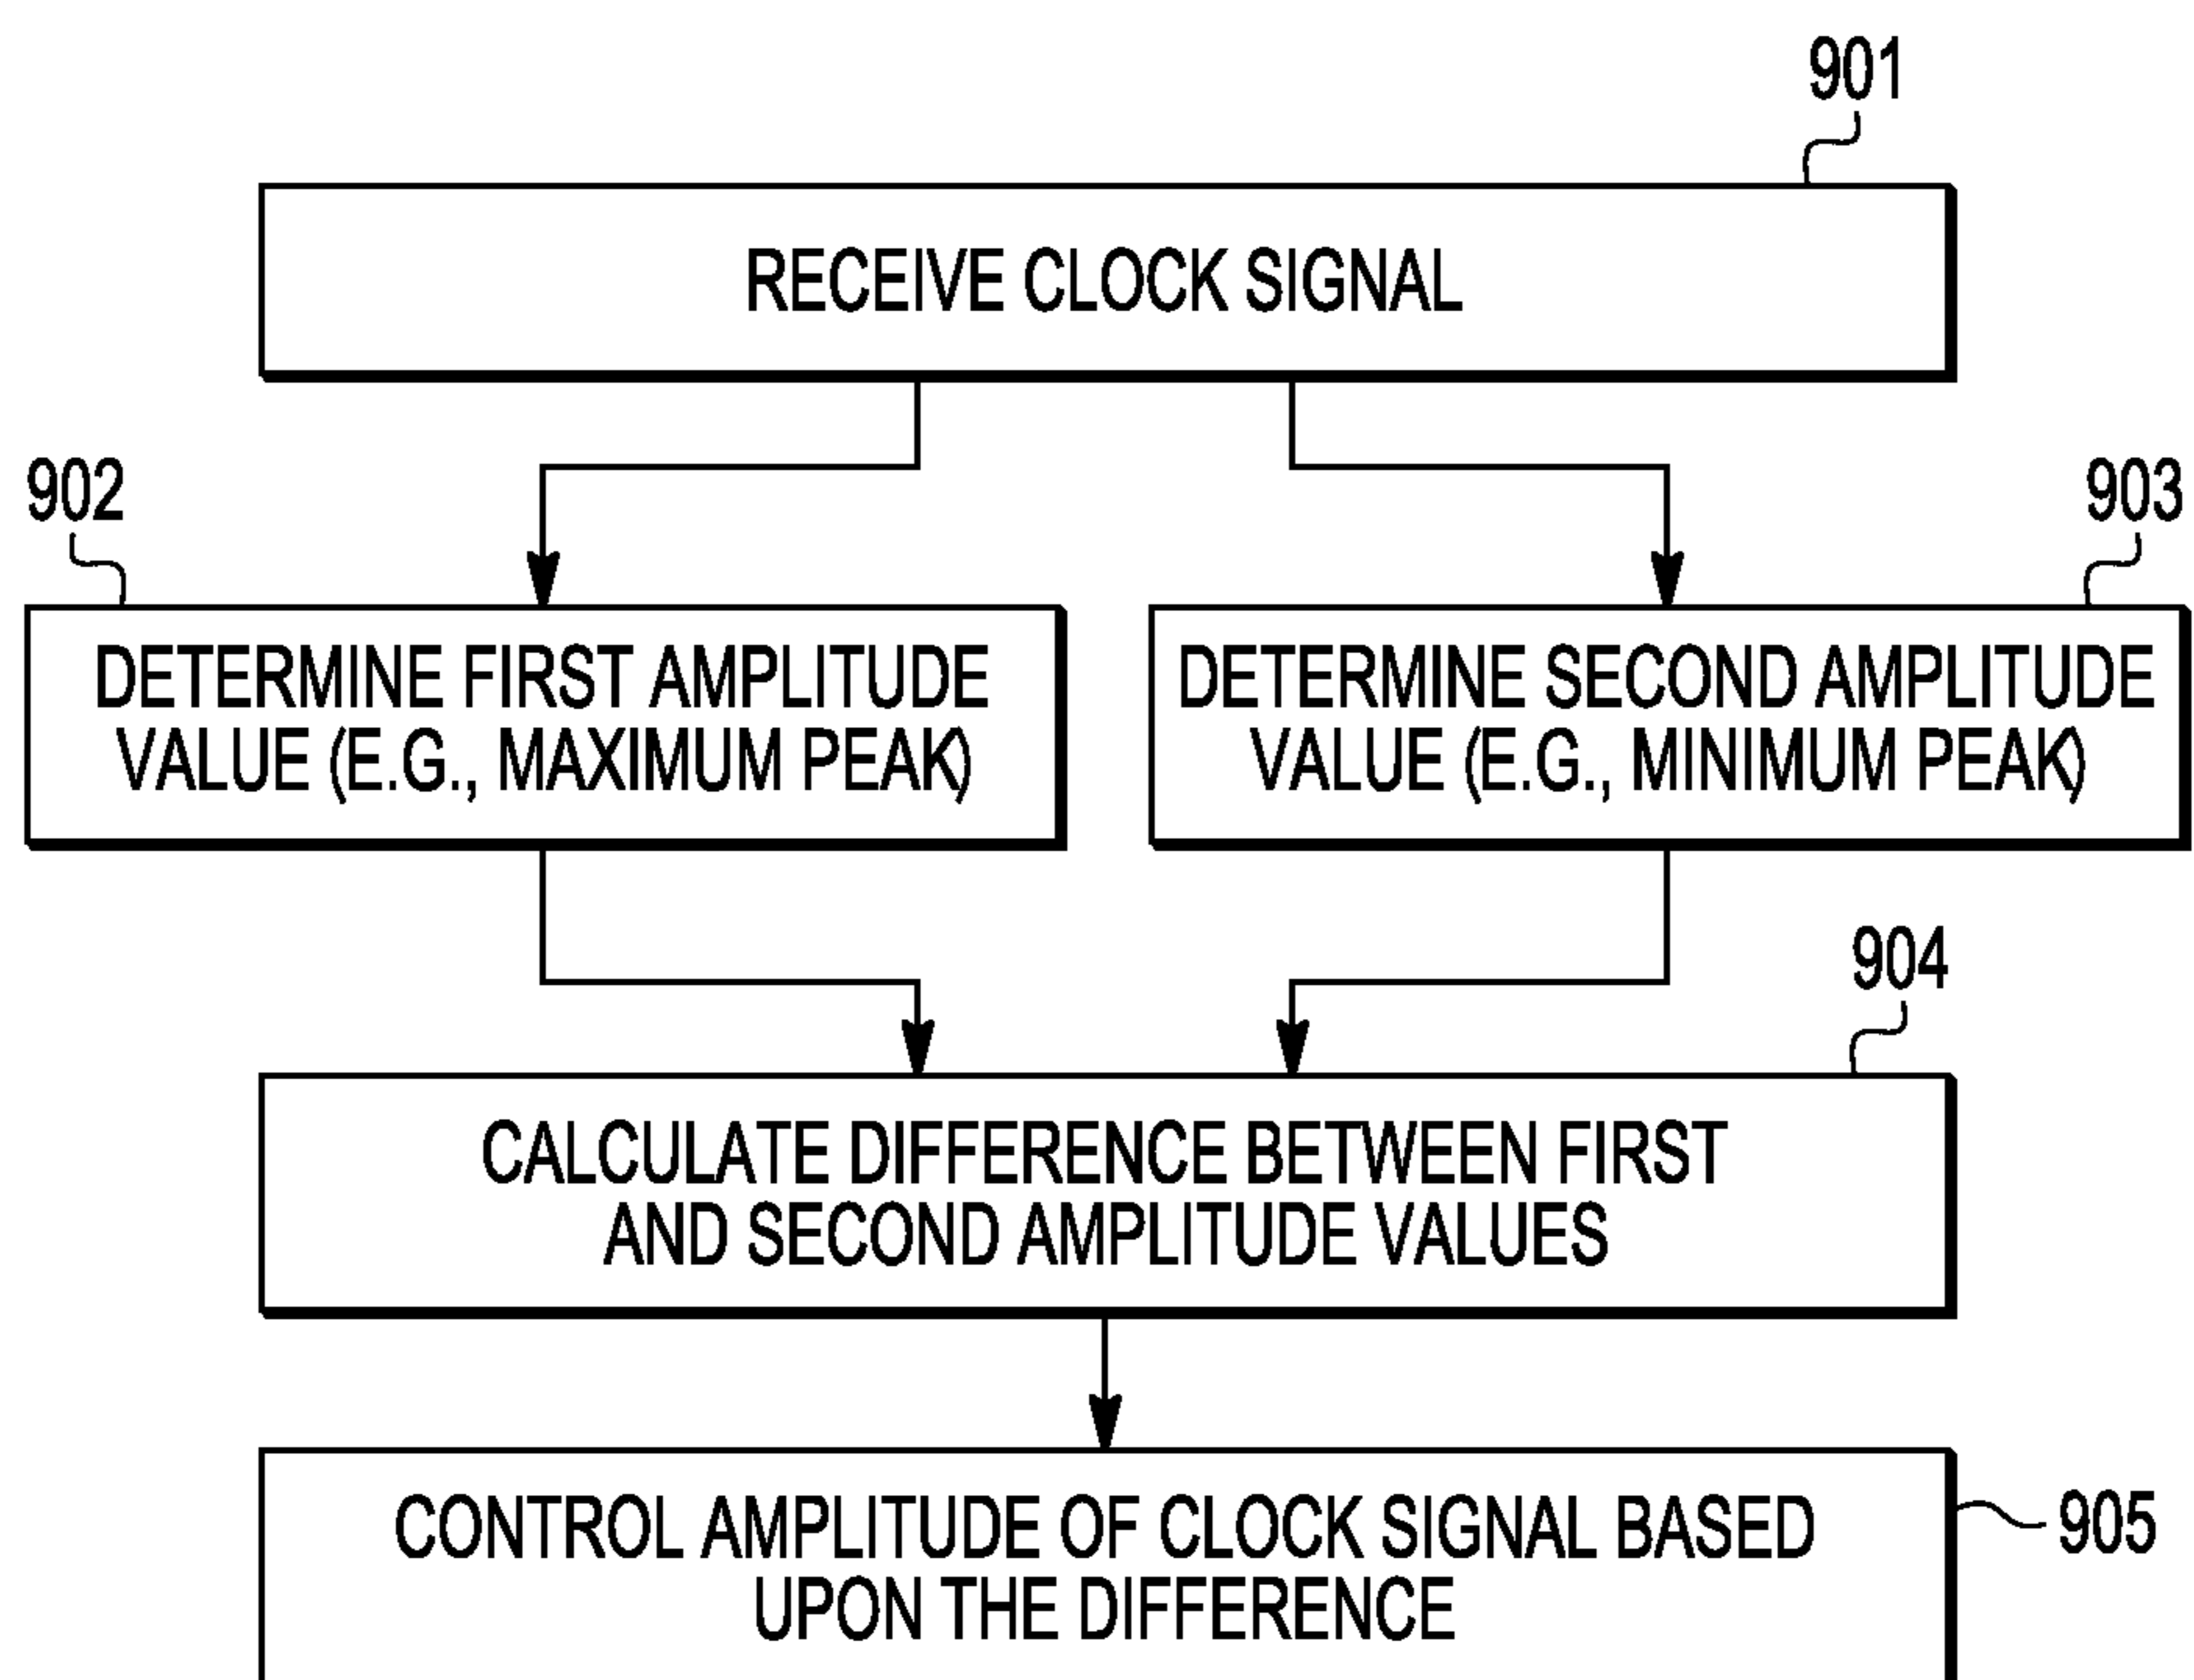 901
RECEIVE CLOCK SIGNAL
902
903
DETERMINE FIRST AMPLITUDE
VALUE (E.G., MAXIMUM PEAK)
DETERMINE SECOND AMPLITUDE
VALUE (E.G., MINIMUM PEAK)
904
CALCULATE DIFFERENCE BETWEEN FIRST
AND SECOND AMPLITUDE VALUES
CONTROL AMPLITUDE OF CLOCK SIGNAL BASED
UPON THE DIFFERENCE
905